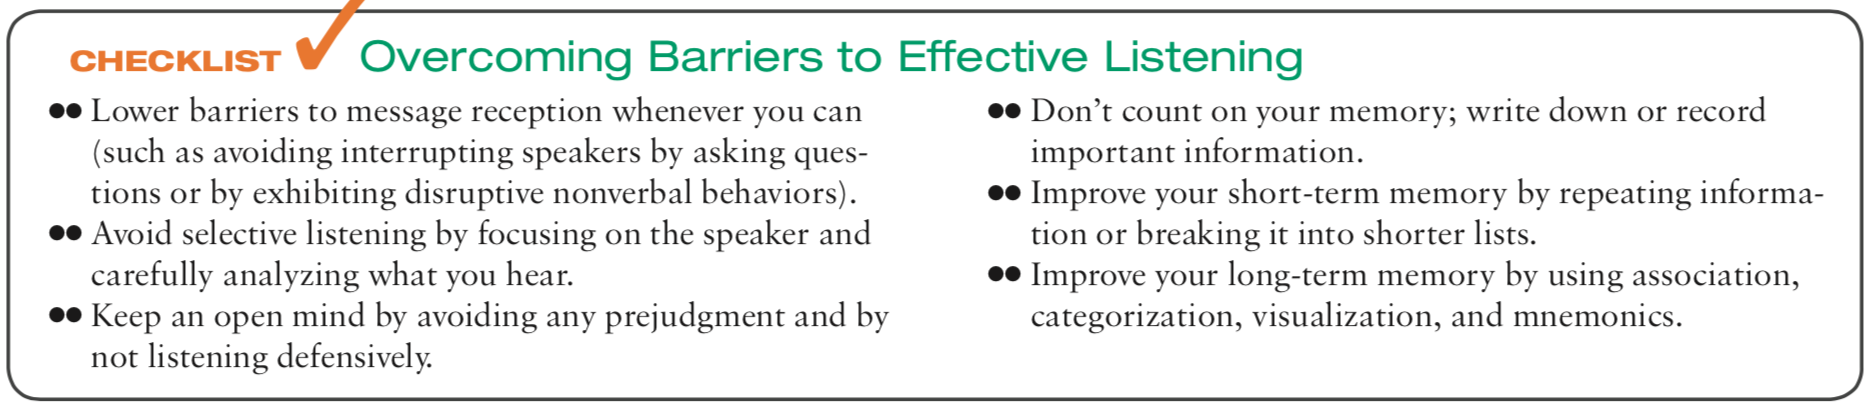 CHECKLIST ✓ Overcoming Barriers to Effective Listening
●● Lower barriers to message reception whenever you can
(such as avoiding interrupting speakers by asking ques-
tions or by exhibiting disruptive nonverbal behaviors).
●● Avoid selective listening by focusing on the speaker and
carefully analyzing what you hear.
●● Keep an open mind by avoiding any prejudgment and by
not listening defensively.
●● Don’t count on your memory; write down or record
important information.
●● Improve your short-term memory by repeating informa-
tion or breaking it into shorter lists.
●● Improve your long-term memory by using association,
categorization, visualization, and mnemonics.